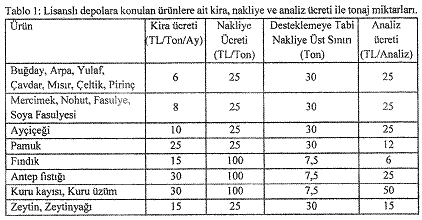 Tablo 1: Lisanslı depolara konulan ürünlere ait kira, nakliye ve analiz ücreti ile tonaj miktarları.
Ürün | Kira ücreti (TL/Ton/Ay) | Nakliye Ücreti (TL/Ton) | Desteklemeye Tabi Nakliye Üst Sınırı (Ton) | Analiz ücreti (TL/Analiz)
Buğday, Arpa, Yulaf, Çavdar, Mısır, Çeltik, Pirinç | 6 | 25 | 30 | 25
Mercimek, Nohut, Fasulye, Soya Fasulyesi | 8 | 25 | 30 | 25
Ayçiçeği | 10 | 25 | 30 | 25
Pamuk | 25 | 25 | 30 | 12
Fındık | 15 | 100 | 7,5 | 6
Antep fıstığı | 30 | 100 | 7,5 | 25
Kuru kayısı, Kuru üzüm | 30 | 100 | 7,5 | 50
Zeytin, Zeytinyağı | 15 | 25 | 30 | 25